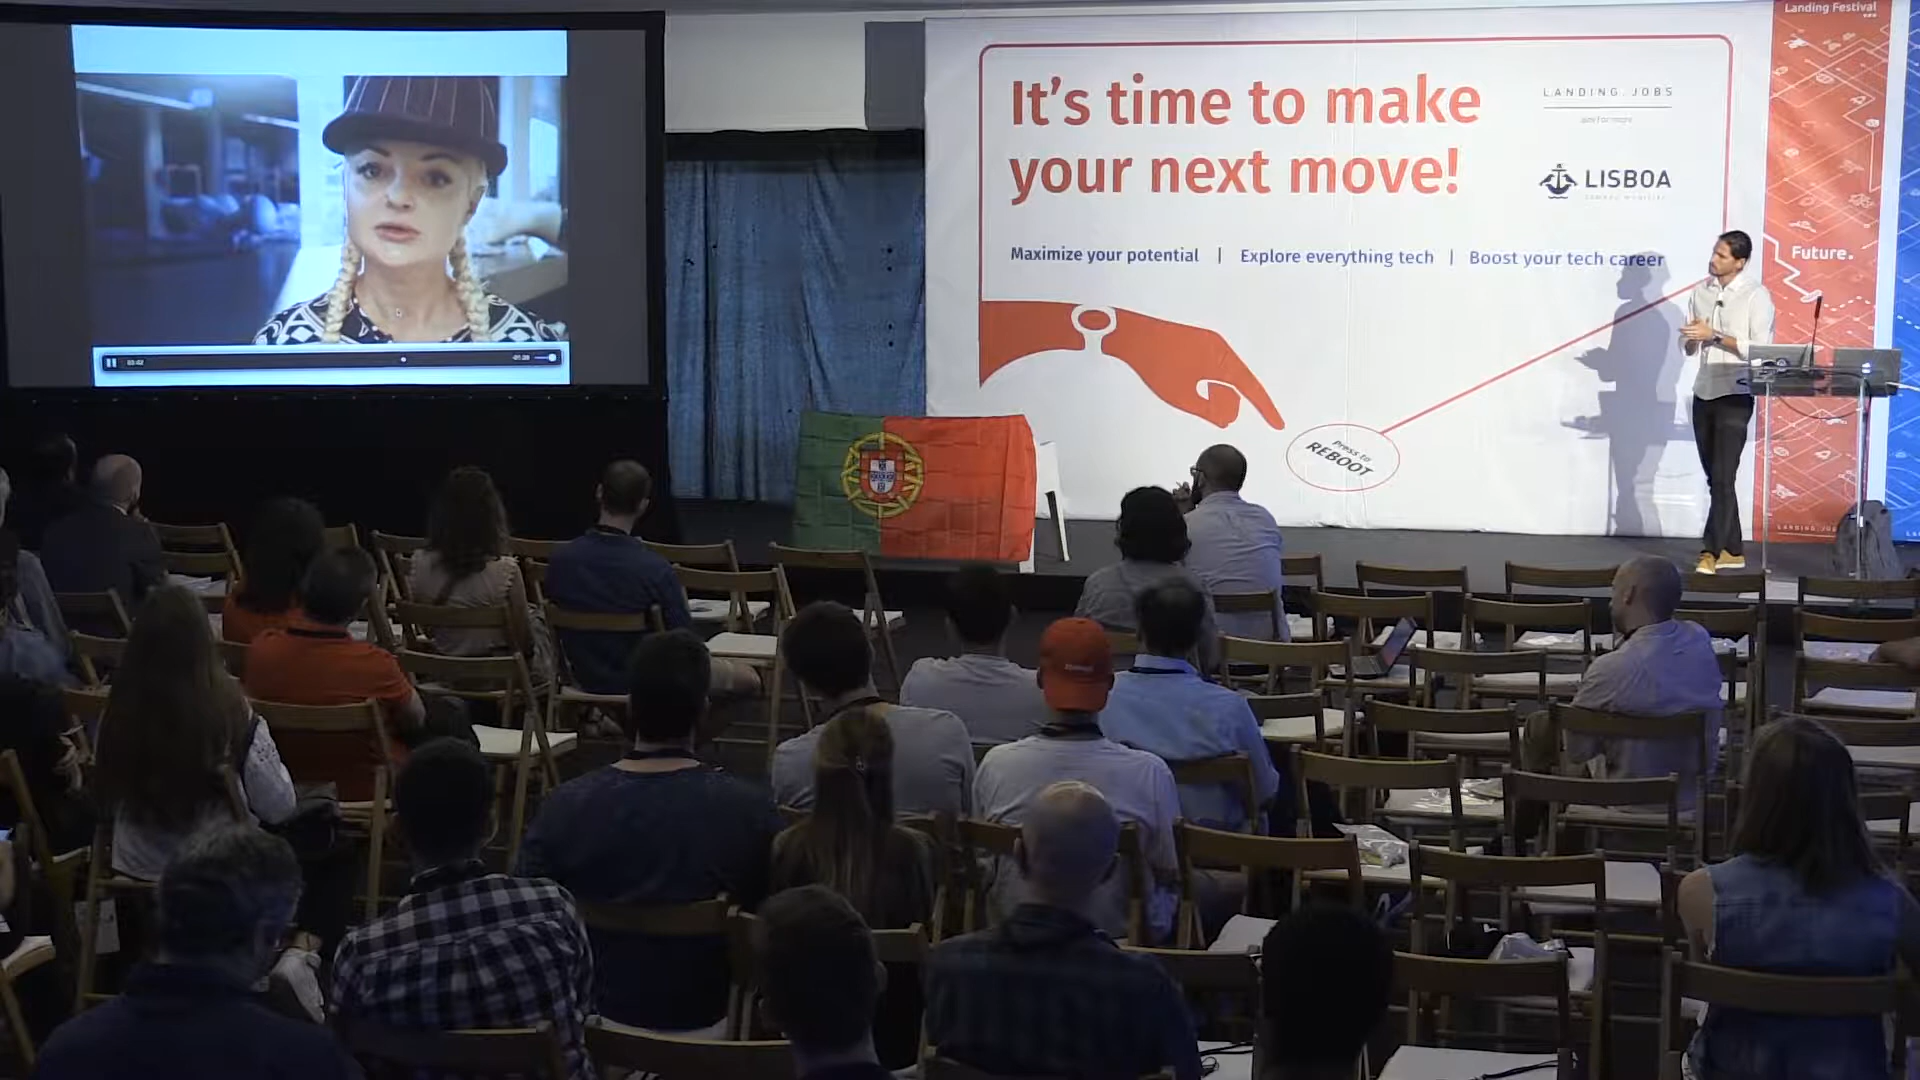 It's time to make
your next move!
LANDING.JOBS
LISBOA
Maximize your potential | Explore everything tech | Boost your tech career
Press to
REBOOT
Landing Festival
Future.